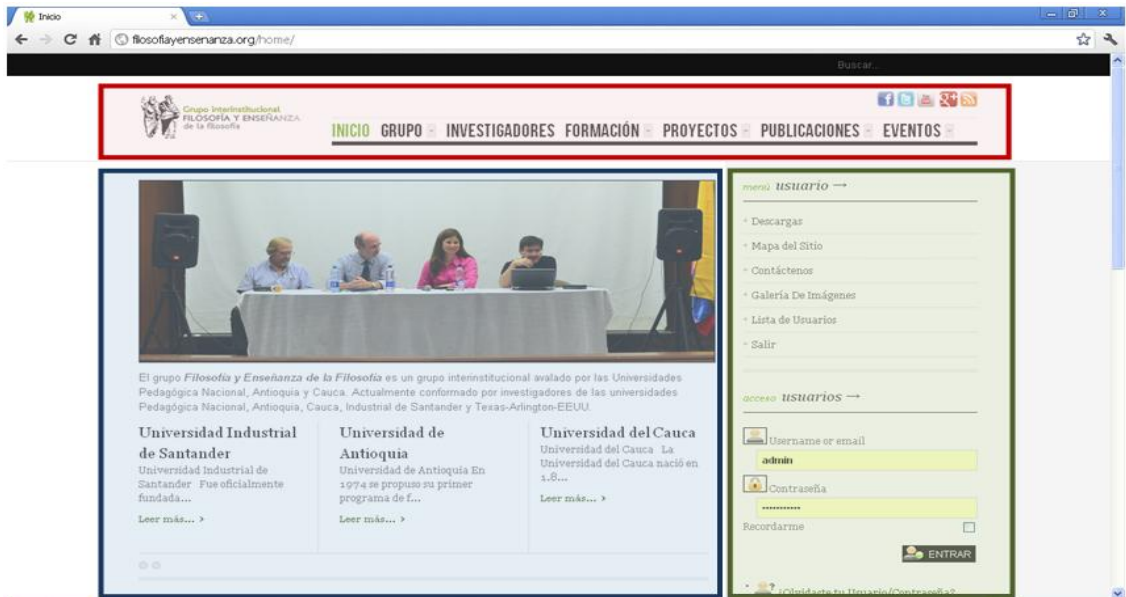 Inicio
filosofiayensenanza.org/home/
Buscar...
Grupo Interinstitucional
FILOSOFÍA Y ENSEÑANZA
de la filosofía
INICIO GRUPO INVESTIGADORES FORMACIÓN PROYECTOS PUBLICACIONES EVENTOS
menú usuario →
Descargas
Mapa del Sitio
Contáctenos
Galería De Imágenes
Lista de Usuarios
Salir
El grupo Filosofía y Enseñanza de la Filosofía es un grupo interinstitucional avalado por las Universidades
Pedagógica Nacional, Antioquia y Cauca. Actualmente conformado por investigadores de las universidades
Pedagógica Nacional, Antioquia, Cauca, Industrial de Santander y Texas-Arlington-EEUU.
Universidad Industrial
de Santander
Universidad Industrial de
Santander Fue oficialmente
fundada...
Leer más... >
Universidad de
Antioquia
Universidad de Antioquia En
1974 se propuso su primer
programa de f...
Leer más... >
Universidad del Cauca
Universidad del Cauca La
Universidad del Cauca nació en
1.8...
Leer más... >
acceso usuarios →
Username or email
admin
Contraseña
Recordarme
ENTRAR
¿Olvidaste tu Usuario/Contraseña?